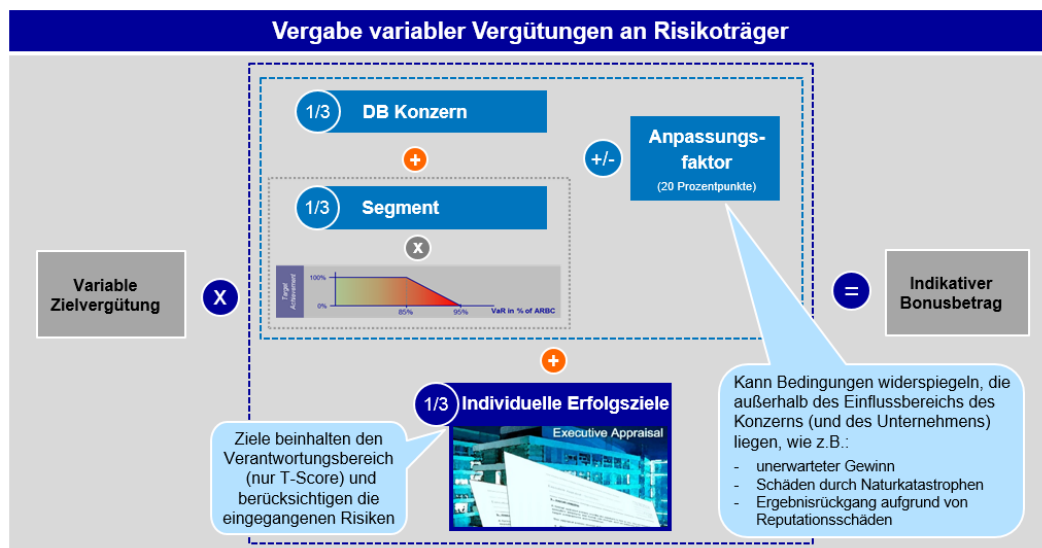 Vergabe variabler Vergütungen an Risikoträger
1/3 DB Konzern
+
1/3 Segment
x
Target
Achievement
100%
0%
85%
95%
VaR in % of ARBC
+/-
Anpassungs-
faktor
(20 Prozentpunkte)
Variable
Zielvergütung
X
=
Indikativer
Bonusbetrag
+
1/3 Individuelle Erfolgsziele
Executive Appraisal
Ziele beinhalten den
Verantwortungsbereich
(nur T-Score) und
berücksichtigen die
eingegangenen Risiken
Kann Bedingungen widerspiegeln, die
außerhalb des Einflussbereichs des
Konzerns (und des Unternehmens)
liegen, wie z.B.:
- unerwarteter Gewinn
- Schäden durch Naturkatastrophen
- Ergebnisrückgang aufgrund von
Reputationsschäden